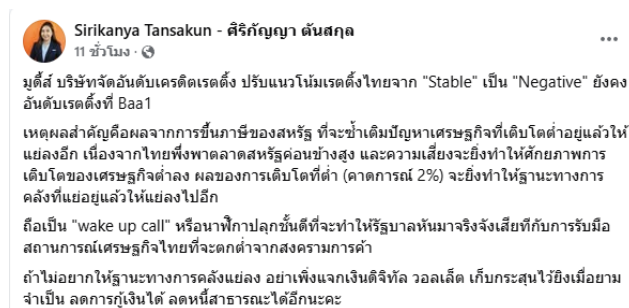 Sirikanya Tansakun - ศิริกัญญา ตันสกุล
11 ชั่วโมง ·
มูดี้ส์ บริษัทจัดอันดับเครดิตเรตติ้ง ปรับแนวโน้มเรตติ้งไทยจาก "Stable" เป็น "Negative" ยังคง
อันดับเรตติ้งที่ Baa1
เหตุผลสำคัญคือผลจากการขึ้นภาษีของสหรัฐ ที่จะซ้ำเติมปัญหาเศรษฐกิจที่เติบโตต่ำอยู่แล้วให้
แย่ลงอีก เนื่องจากไทยพึ่งพาตลาดสหรัฐค่อนข้างสูง และความเสี่ยงจะยิ่งทำให้ศักยภาพการ
เติบโตของเศรษฐกิจต่ำลง ผลของการเติบโตที่ต่ำ (คาดการณ์ 2%) จะยิ่งทำให้ฐานะทางการ
คลังที่แย่อยู่แล้วให้แย่ลงไปอีก
ถือเป็น "wake up call" หรือนาฬิกาปลุกชั้นดีที่จะทำให้รัฐบาลหันมาจริงจังเสียทีกับการรับมือ
สถานการณ์เศรษฐกิจไทยที่จะตกต่ำจากสงครามการค้า
ถ้าไม่อยากให้ฐานะทางการคลังแย่ลง อย่าเพิ่งแจกเงินดิจิทัล วอลเล็ต เก็บกระสุนไว้ยิงเมื่อยาม
จำเป็น ลดการกู้เงินได้ ลดหนี้สาธารณะได้อีกนะคะ